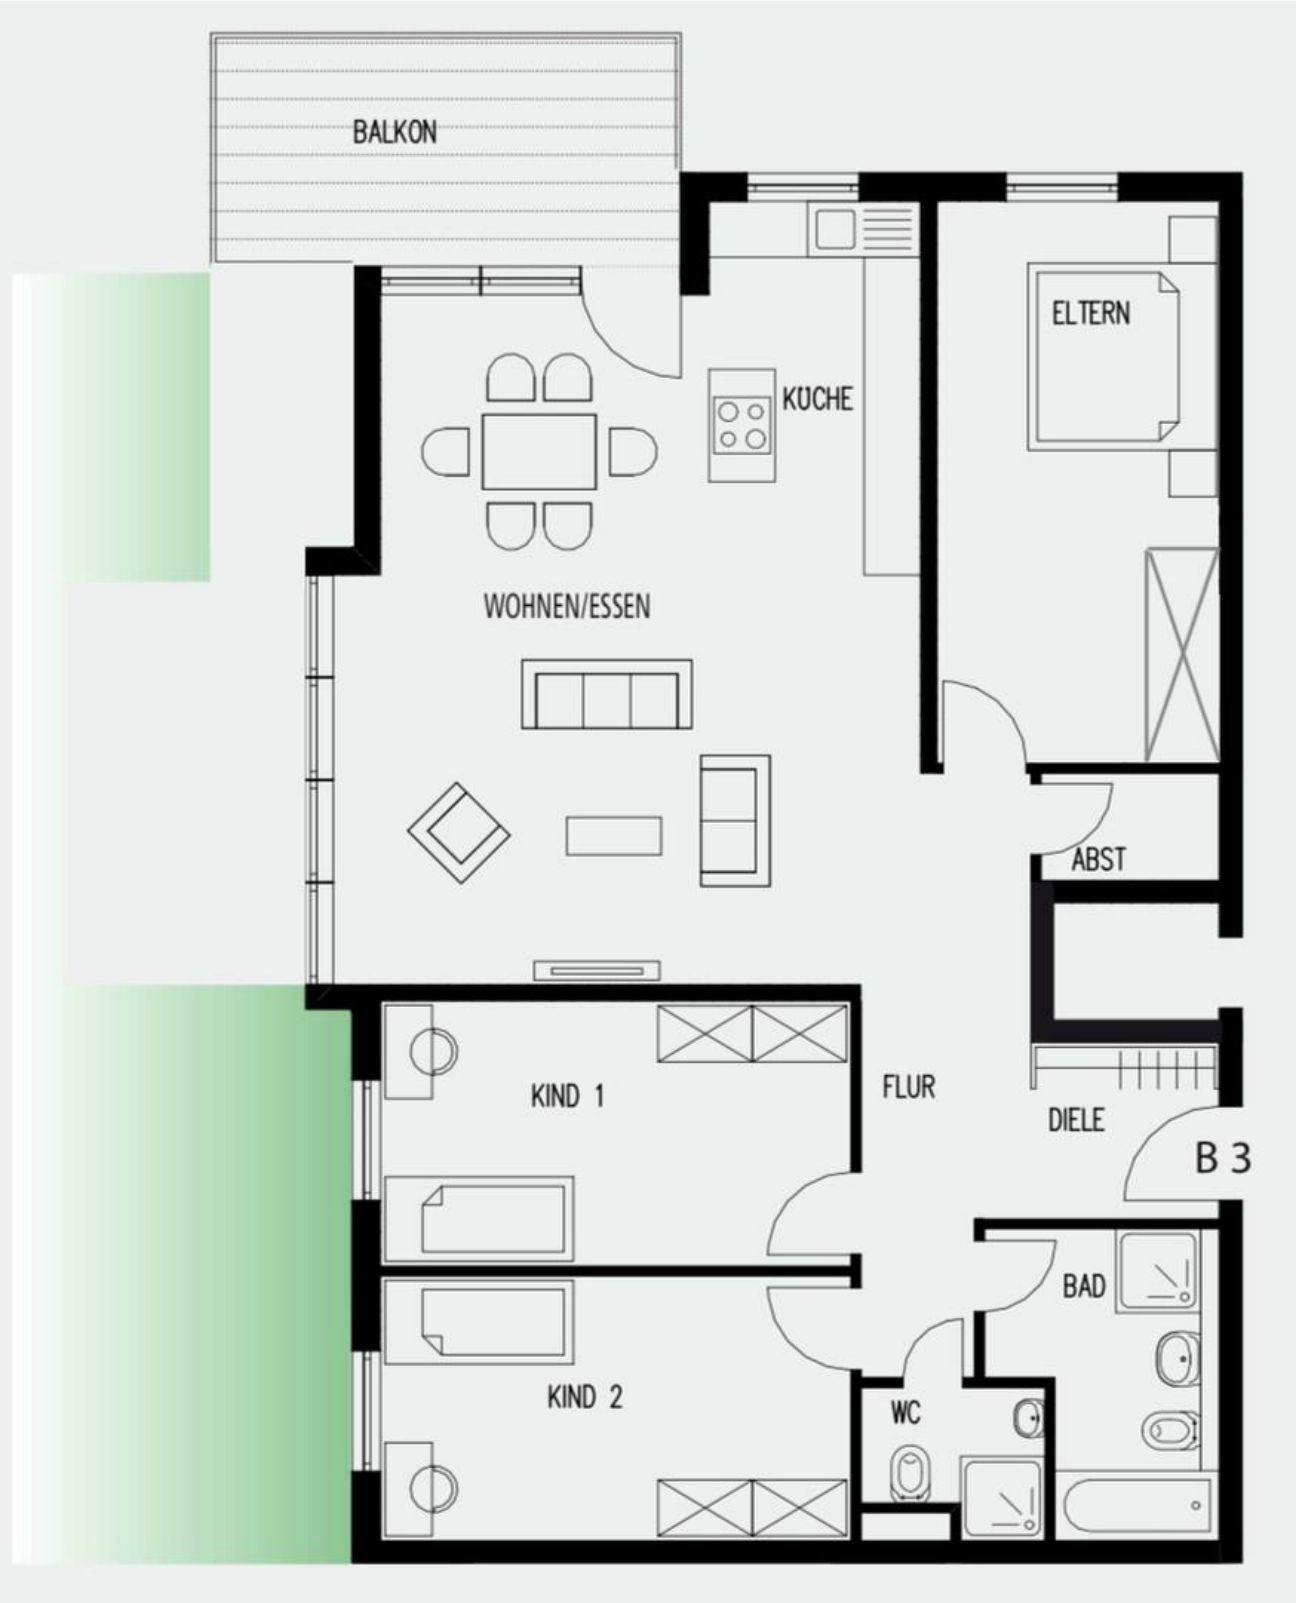 BALKON
ELTERN
KÜCHE
WOHNEN/ESSEN
ABST
FLUR
KIND 1
DIELE
B 3
BAD
KIND 2
WC